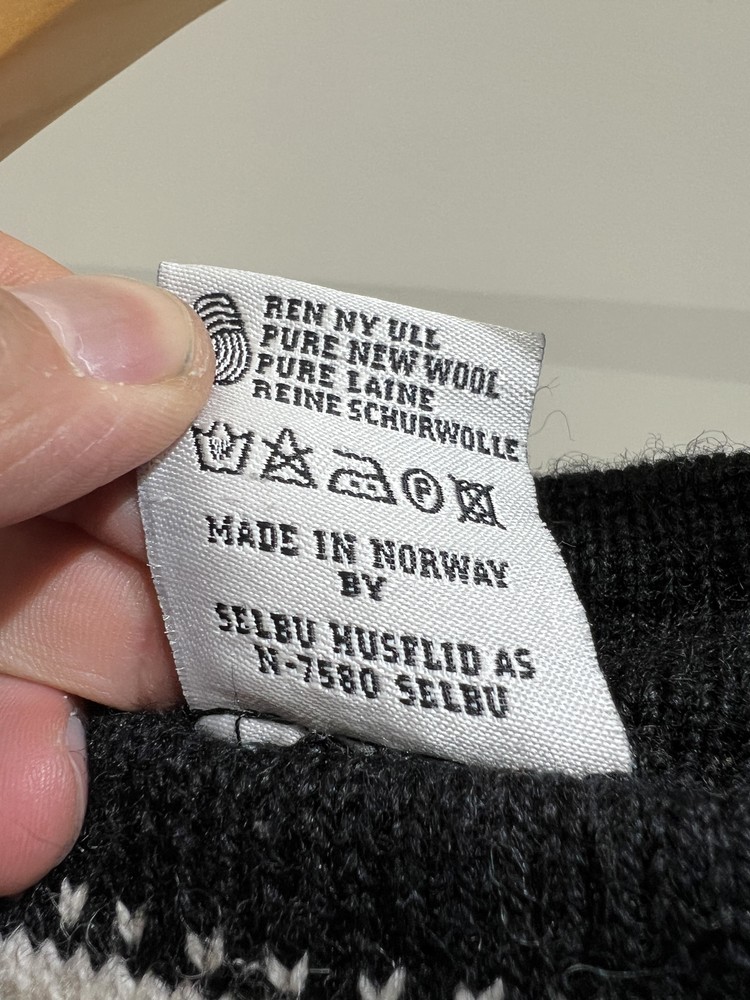 REN NY ULL
PURE NEW WOOL
PURE LAINE
REINE SCHURWOLLE
P
MADE IN NORWAY
BY
SELBU HUSFLID AS
N-7580 SELBU